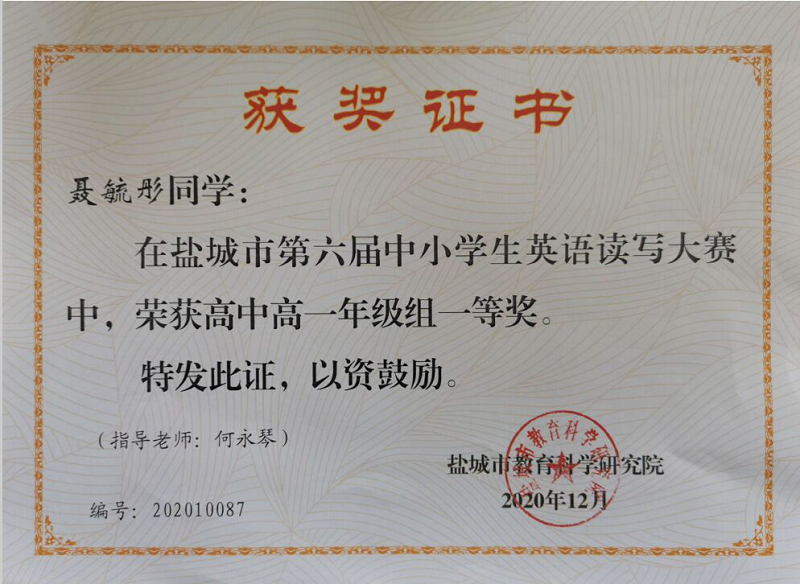 获奖证书
聂毓彤同学：
在盐城市第六届中小学生英语读写大赛
中，荣获高中高一年级组一等奖。
特发此证，以资鼓励。
（指导老师：何永琴）
盐城市教育科学研究院
2020年12月
编号：202010087